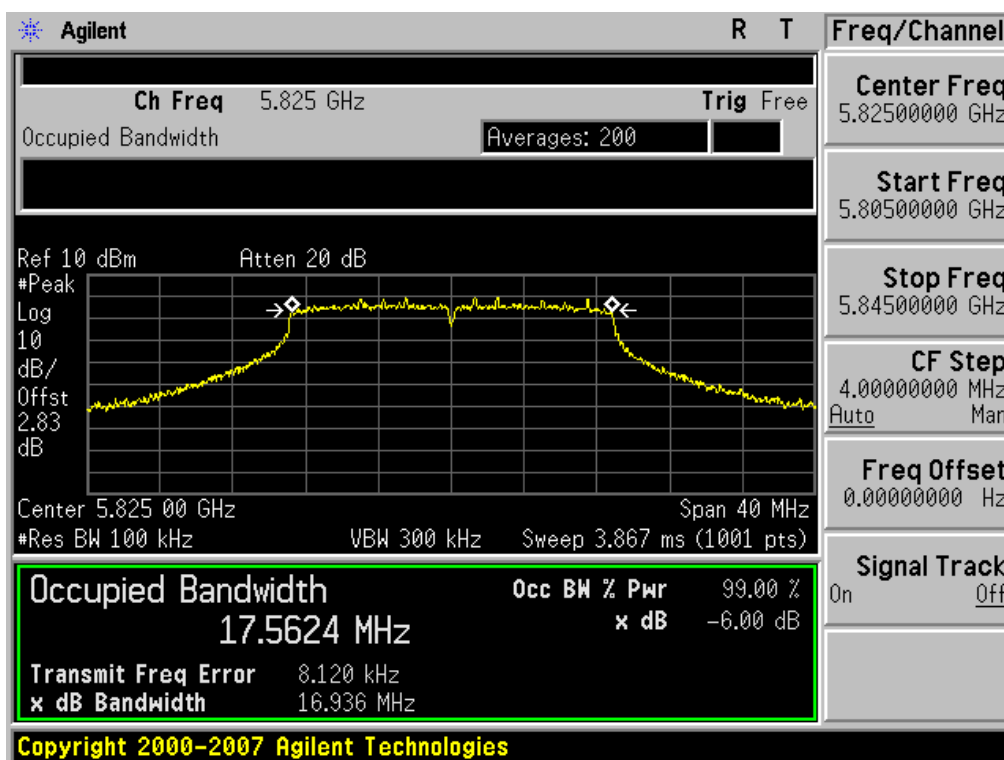 Agilent R T Freq/Channel
Ch Freq 5.825 GHz Trig Free
Occupied Bandwidth Averages: 200
Center Freq
5.82500000 GHz
Start Freq
5.80500000 GHz
Stop Freq
5.84500000 GHz
CF Step
4.00000000 MHz
Auto Man
Freq Offset
0.00000000 Hz
Signal Track
On Off
Ref 10 dBm Atten 20 dB
#Peak
Log
10
dB/
Offst
2.83
dB
Center 5.825 00 GHz Span 40 MHz
#Res BW 100 kHz VBW 300 kHz Sweep 3.867 ms (1001 pts)
Occupied Bandwidth Occ BW % Pwr 99.00 %
17.5624 MHz x dB -6.00 dB
Transmit Freq Error 8.120 kHz
x dB Bandwidth 16.936 MHz
Copyright 2000-2007 Agilent Technologies